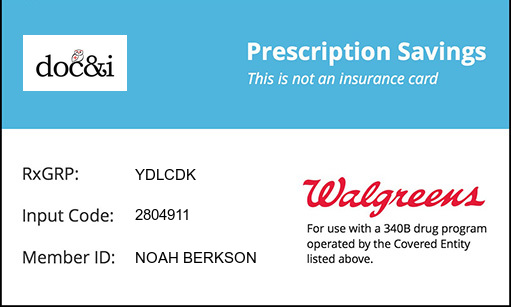 doc&i
Prescription Savings
This is not an insurance card
RxGRP: YDLCDK
Input Code: 2804911
Member ID: NOAH BERKSON
Walgreens
For use with a 340B drug program
operated by the Covered Entity
listed above.